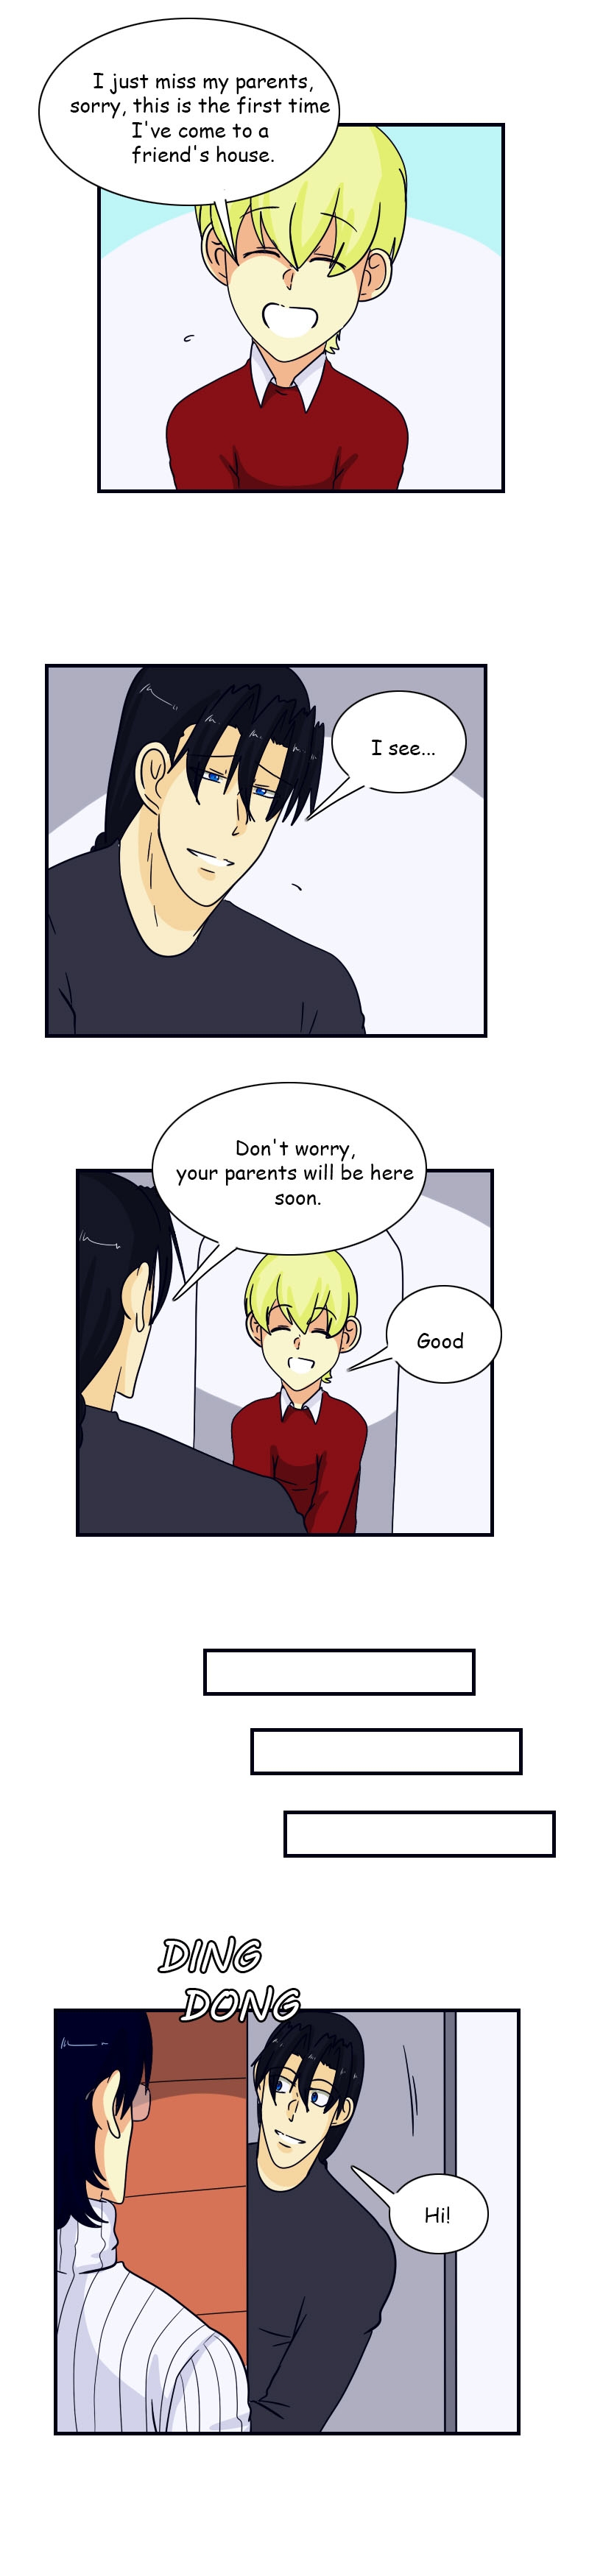 I just miss my parents,
sorry, this is the first time
I've come to a
friend's house.
I see...
Don't worry,
your parents will be here
soon.
Good
DING
DONG
Hi!